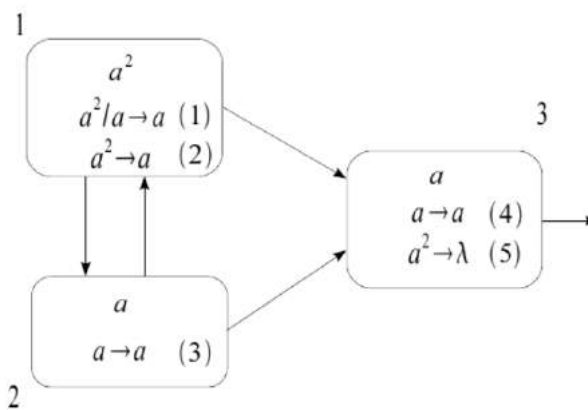 1
a²
a²/a→a (1)
a²→a (2)
3
a
a→a (4)
a²→λ (5)
a
a→a (3)
2